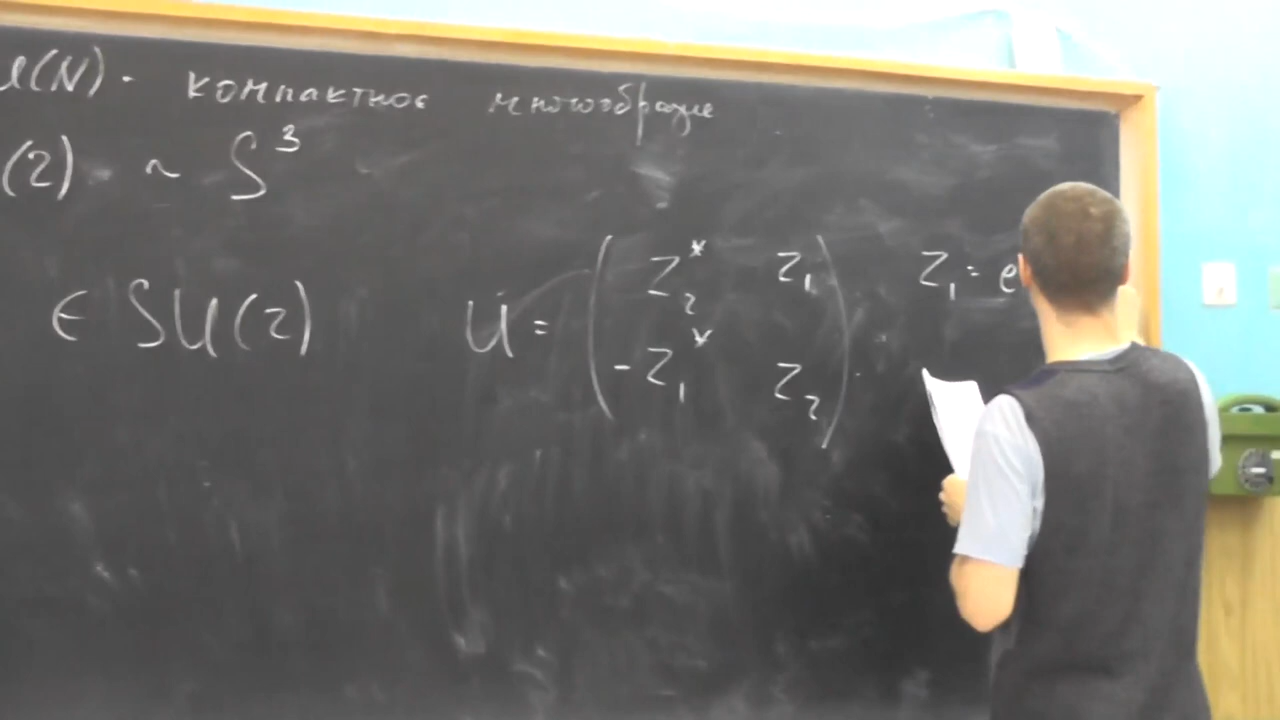 U(N). компактное многообразие
(2) ~ S³
∈ SU(2) U = ( Z₂* Z₁ Z₁ = e
-Z₁* Z₂ ).